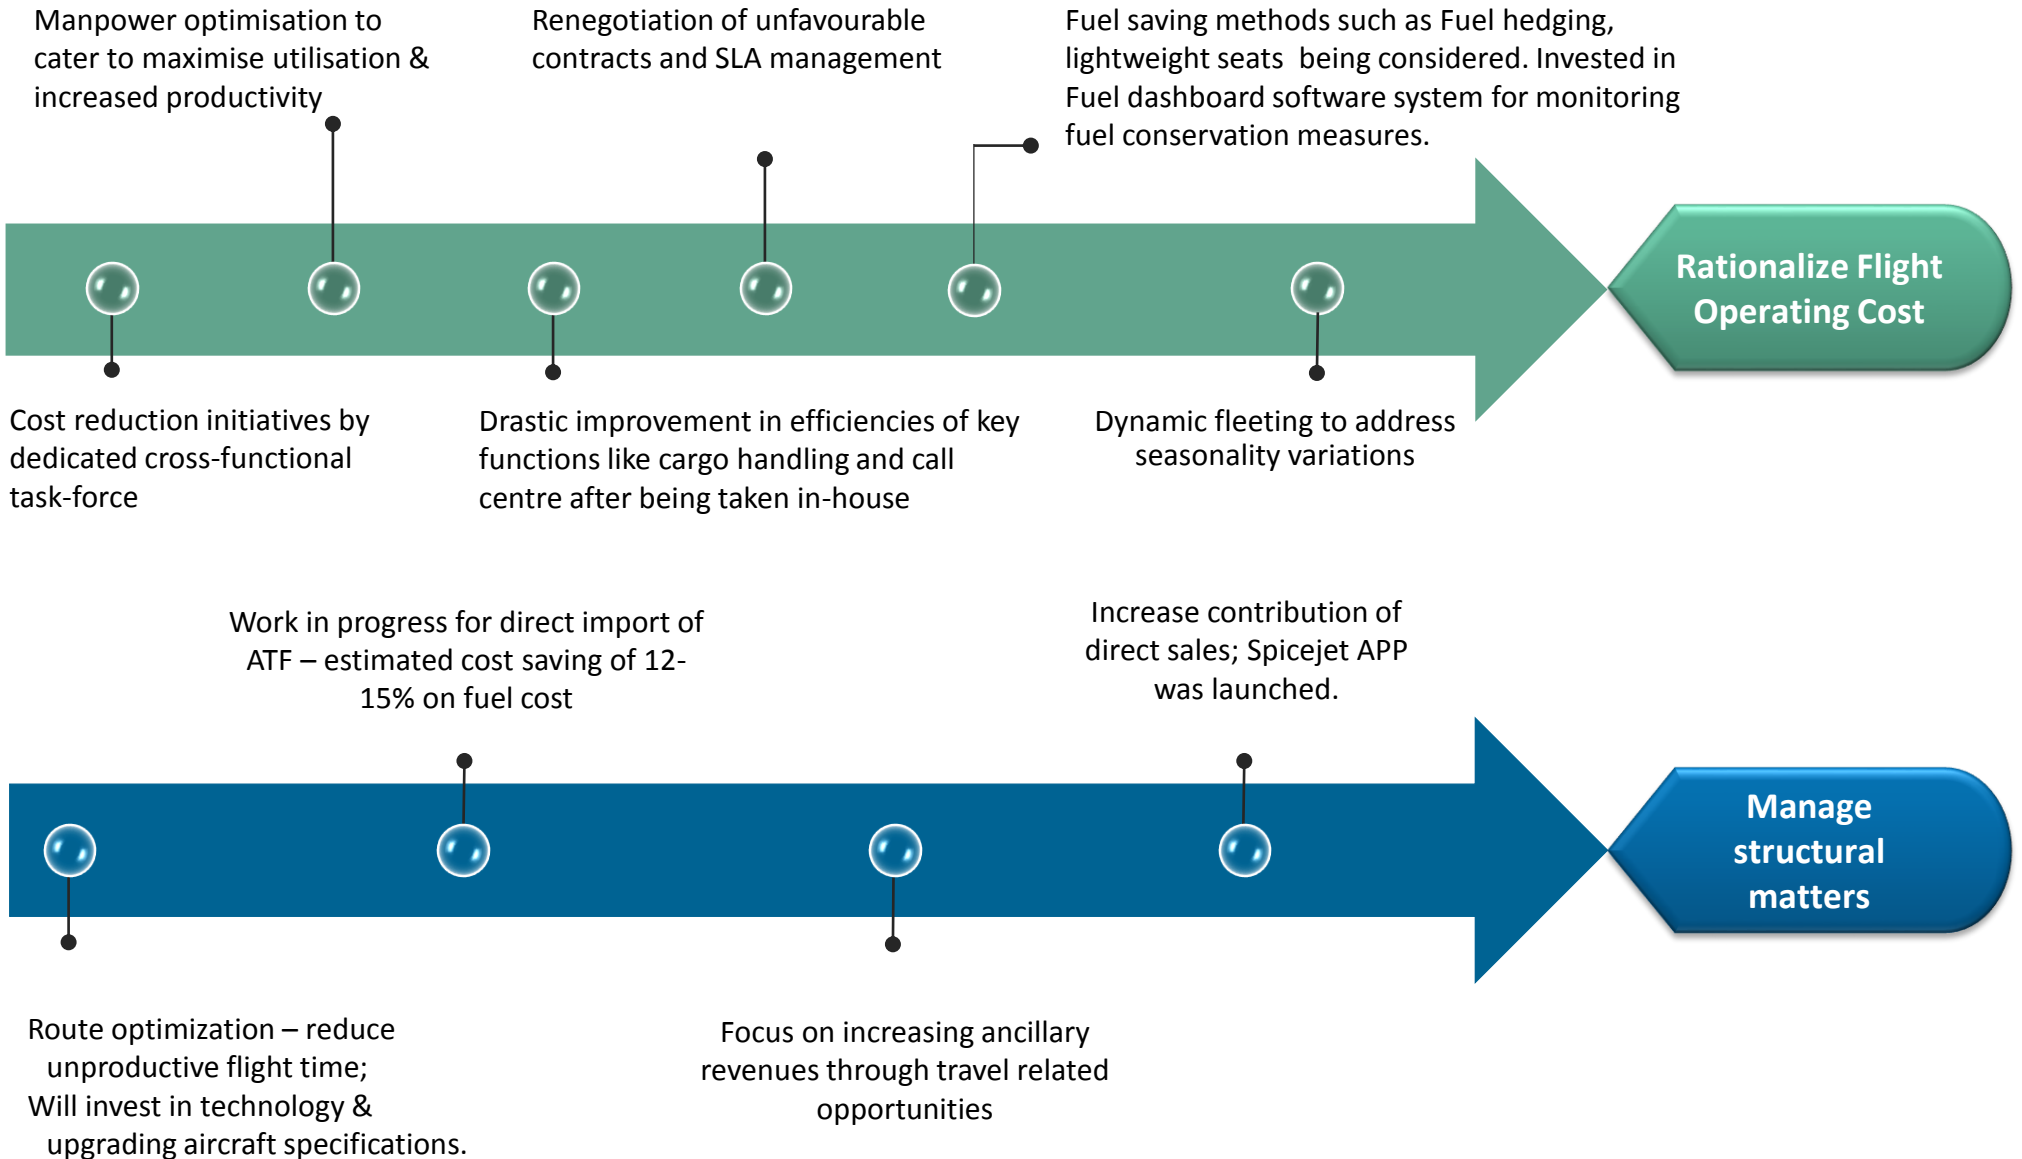 Manpower optimisation to
cater to maximise utilisation &
increased productivity
Renegotiation of unfavourable
contracts and SLA management
Fuel saving methods such as Fuel hedging,
lightweight seats  being considered. Invested in
Fuel dashboard software system for monitoring
fuel conservation measures.
Rationalize Flight
Operating Cost
Cost reduction initiatives by
dedicated cross-functional
task-force
Drastic improvement in efficiencies of key
functions like cargo handling and call
centre after being taken in-house
Dynamic fleeting to address
seasonality variations
Work in progress for direct import of
ATF – estimated cost saving of 12-
15% on fuel cost
Increase contribution of
direct sales; Spicejet APP
was launched.
Manage
structural
matters
Route optimization – reduce
unproductive flight time;
Will invest in technology &
upgrading aircraft specifications.
Focus on increasing ancillary
revenues through travel related
opportunities